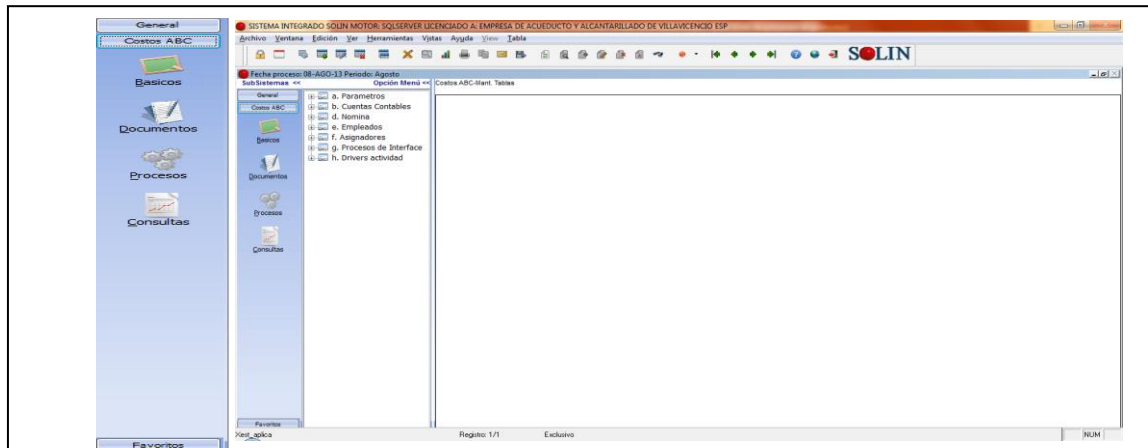 General
Costos ABC
Basicos
Documentos
Procesos
Consultas
Favoritos
SISTEMA INTEGRADO SOLIN MOTOR: SQLSERVER LICENCIADO A: EMPRESA DE ACUEDUCTO Y ALCANTARILLADO DE VILLAVICENCIO ESP
Archivo Ventana Edición Ver Herramientas Vistas Ayuda View Tabla
SOLIN
Fecha proceso: 08-AGO-13 Periodo: Agosto
SubSistemas << Opción Menú << Costos ABC-Mant. Tablas
General
Costos ABC
Basicos
Documentos
Procesos
Consultas
Favoritos
a. Parametros
b. Cuentas Contables
d. Nomina
e. Empleados
f. Asignadores
g. Procesos de Interface
h. Drivers actividad
Xest_aplica Registro: 1/1 Exclusivo NUM